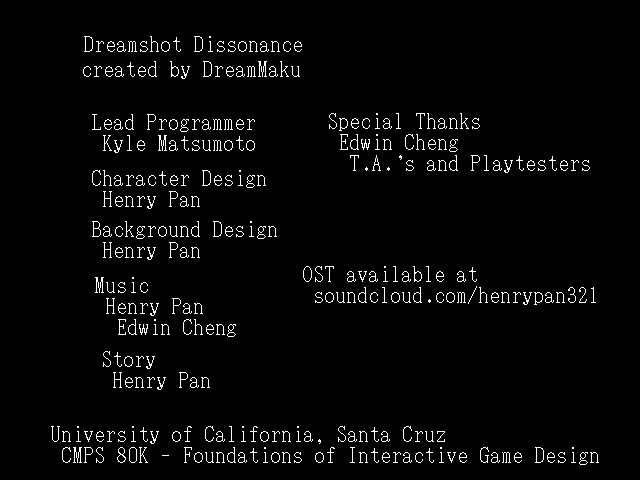 Dreamshot Dissonance
created by DreamMaku
Lead Programmer
Kyle Matsumoto
Character Design
Henry Pan
Background Design
Henry Pan
Music
Henry Pan
Edwin Cheng
Story
Henry Pan
Special Thanks
Edwin Cheng
T.A.'s and Playtesters
OST available at
soundcloud.com/henrypan321
University of California, Santa Cruz
CMPS 80K - Foundations of Interactive Game Design